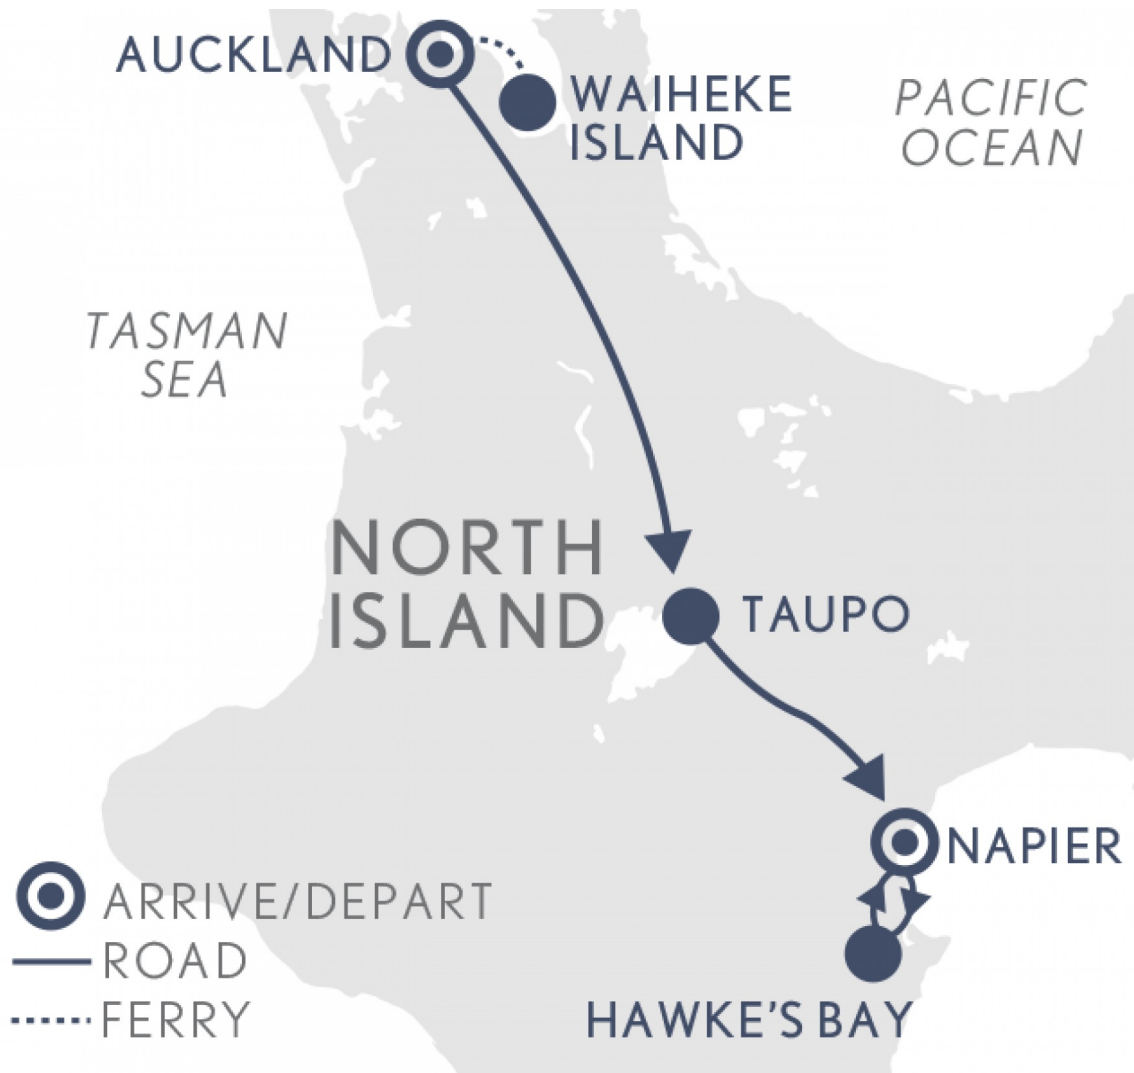 AUCKLAND
WAIHEKE
ISLAND
PACIFIC
OCEAN
TASMAN
SEA
NORTH
ISLAND
TAUPO
NAPIER
ARRIVE/DEPART
ROAD
FERRY
HAWKE'S BAY